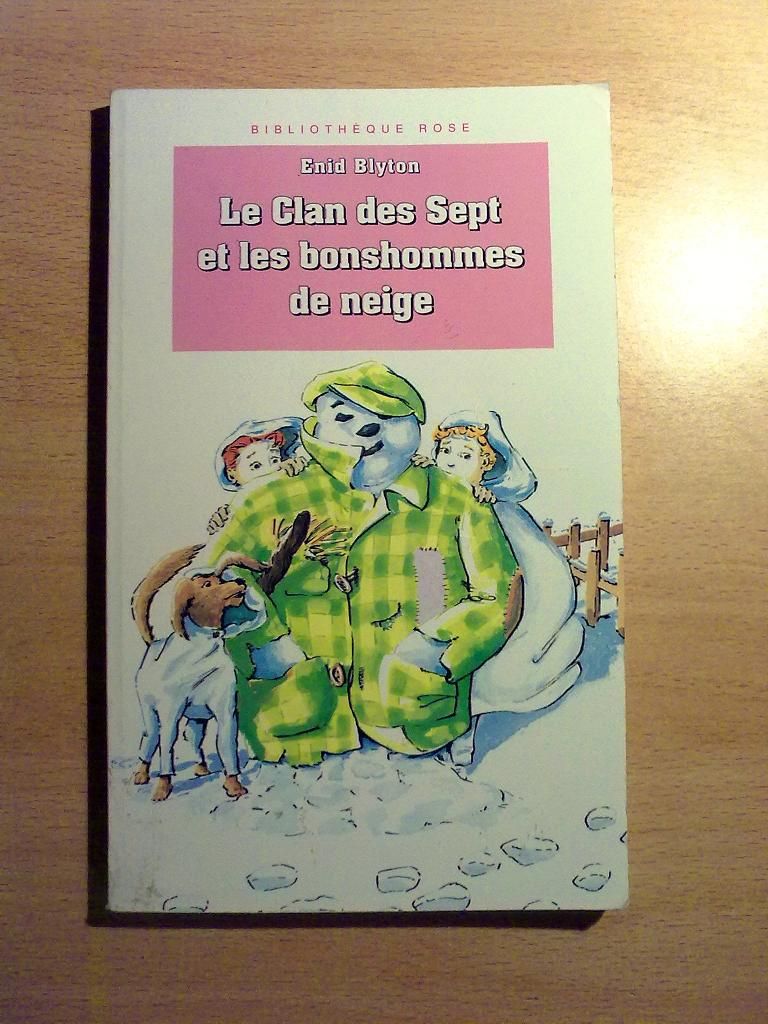 BIBLIOTHÈQUE ROSE
Enid Blyton
Le Clan des Sept
et les bonshommes
de neige